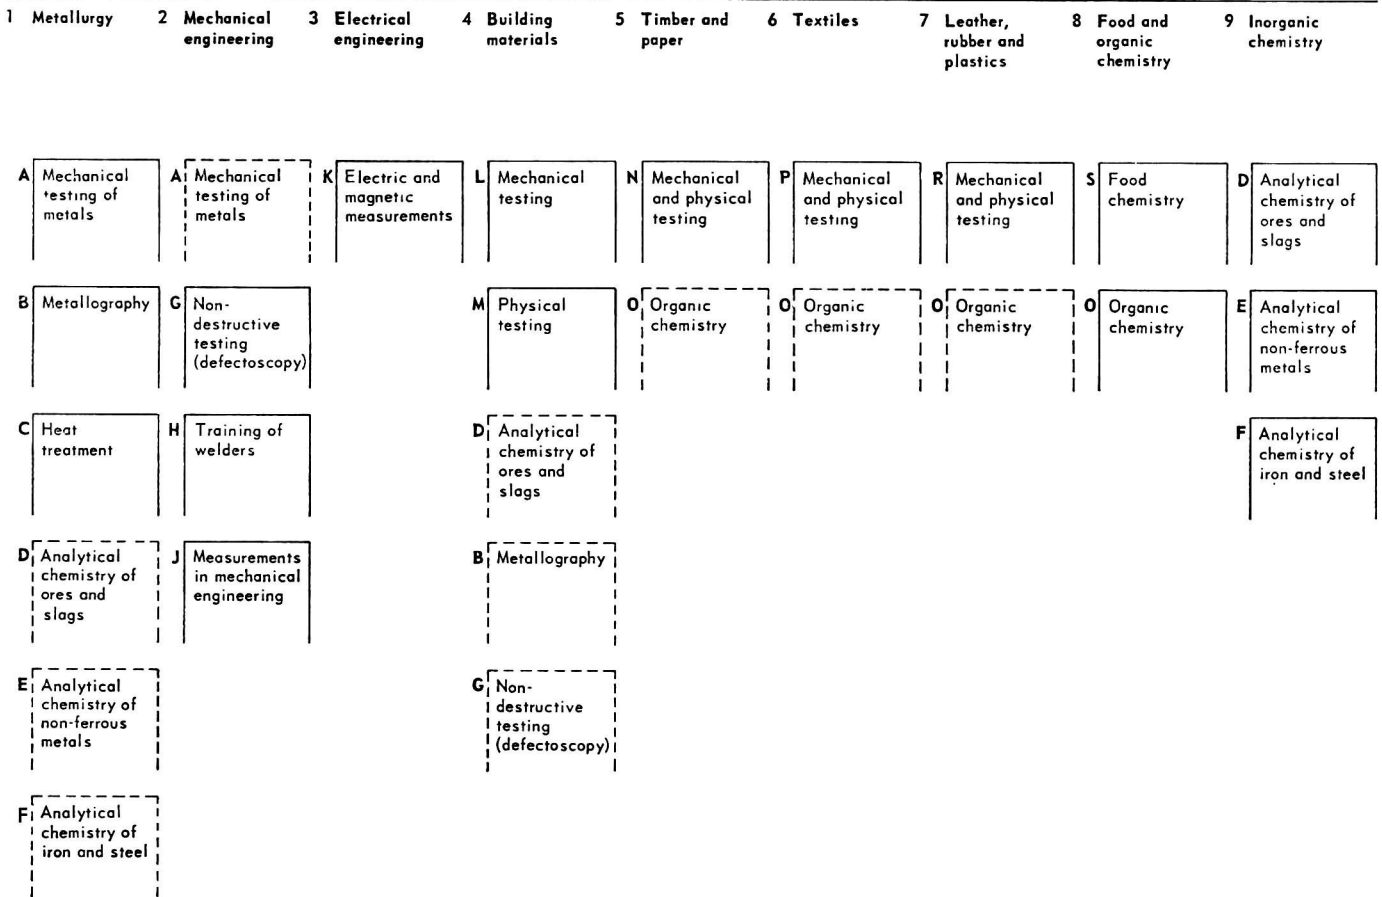 1 Metallurgy
2 Mechanical
engineering
3 Electrical
engineering
4 Building
materials
5 Timber and
paper
6 Textiles
7 Leather,
rubber and
plastics
8 Food and
organic
chemistry
9 Inorganic
chemistry
A Mechanical
testing of
metals
B Metallography
C Heat
treatment
D Analytical
chemistry of
ores and
slags
E Analytical
chemistry of
non-ferrous
metals
F Analytical
chemistry of
iron and steel
A Mechanical
testing of
metals
G Non-
destructive
testing
(defectoscopy)
H Training of
welders
J Measurements
in mechanical
engineering
K Electric and
magnetic
measurements
L Mechanical
testing
M Physical
testing
D Analytical
chemistry of
ores and
slags
B Metallography
G Non-
destructive
testing
(defectoscopy)
N Mechanical
and physical
testing
O Organic
chemistry
P Mechanical
and physical
testing
O Organic
chemistry
R Mechanical
and physical
testing
O Organic
chemistry
S Food
chemistry
O Organic
chemistry
D Analytical
chemistry of
ores and
slags
E Analytical
chemistry of
non-ferrous
metals
F Analytical
chemistry of
iron and steel